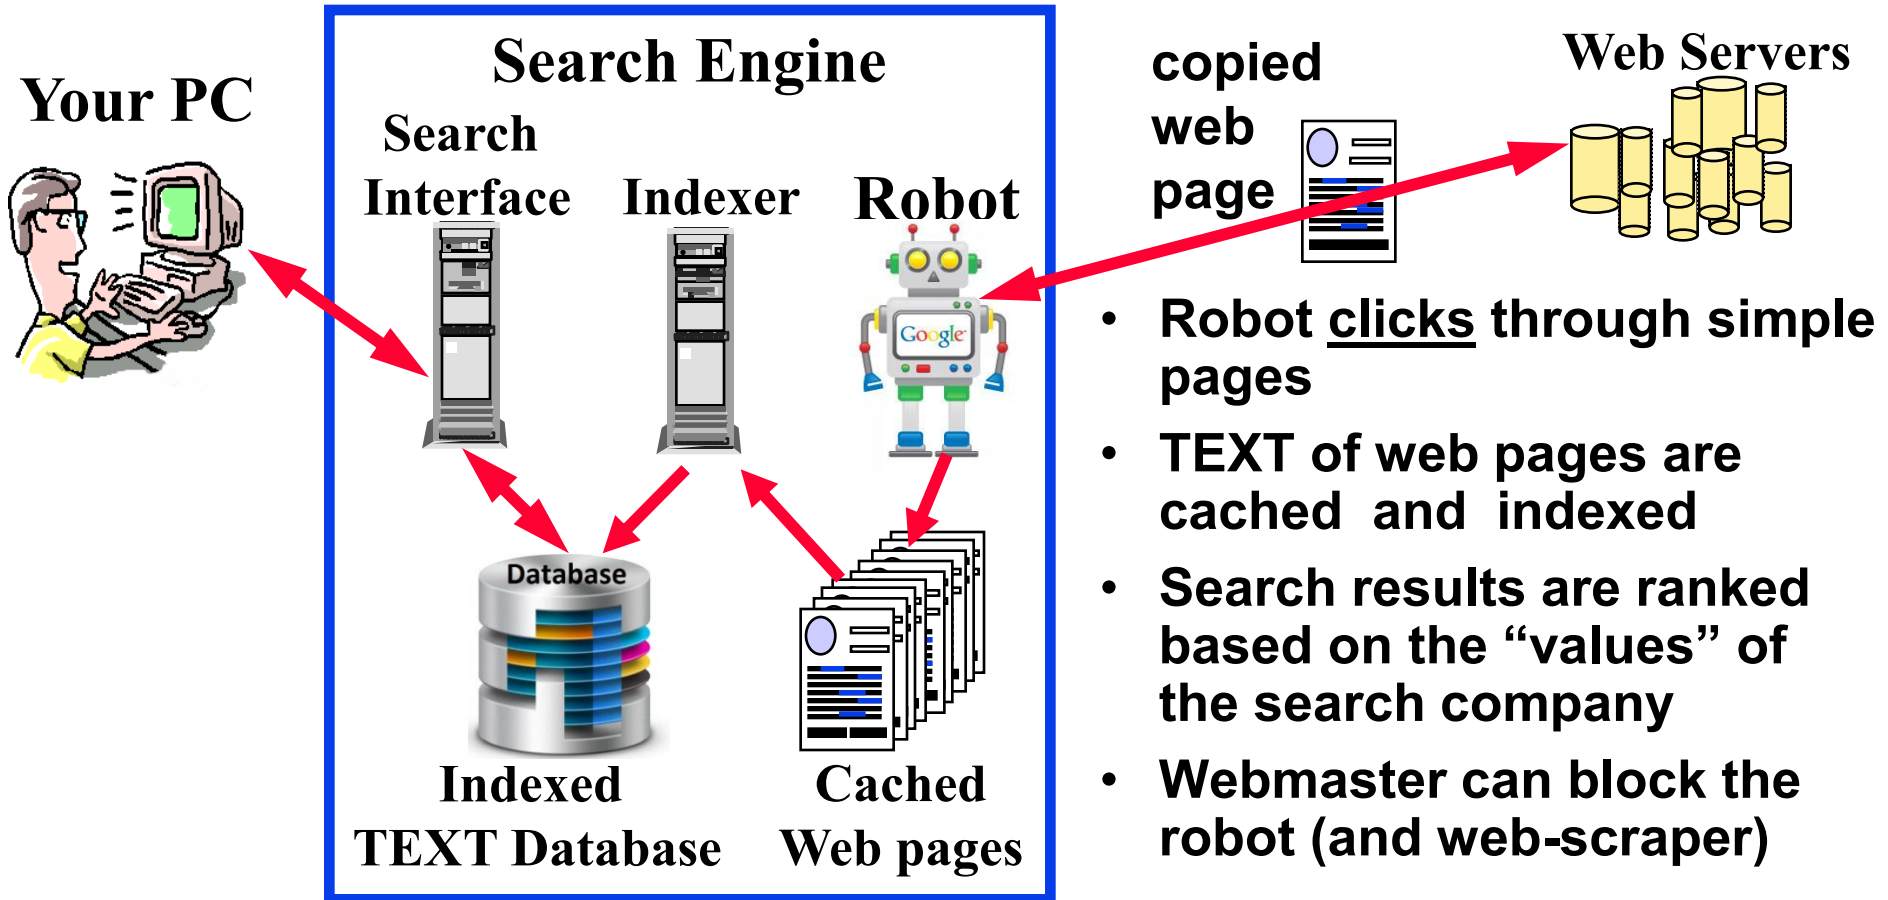 Your PC
Search Engine
Search
Interface
Indexer
Robot
Google
Database
Indexed
TEXT Database
Cached
Web pages
copied
web
page
Web Servers
• Robot clicks through simple
pages
• TEXT of web pages are
cached and indexed
• Search results are ranked
based on the “values” of
the search company
• Webmaster can block the
robot (and web-scraper)